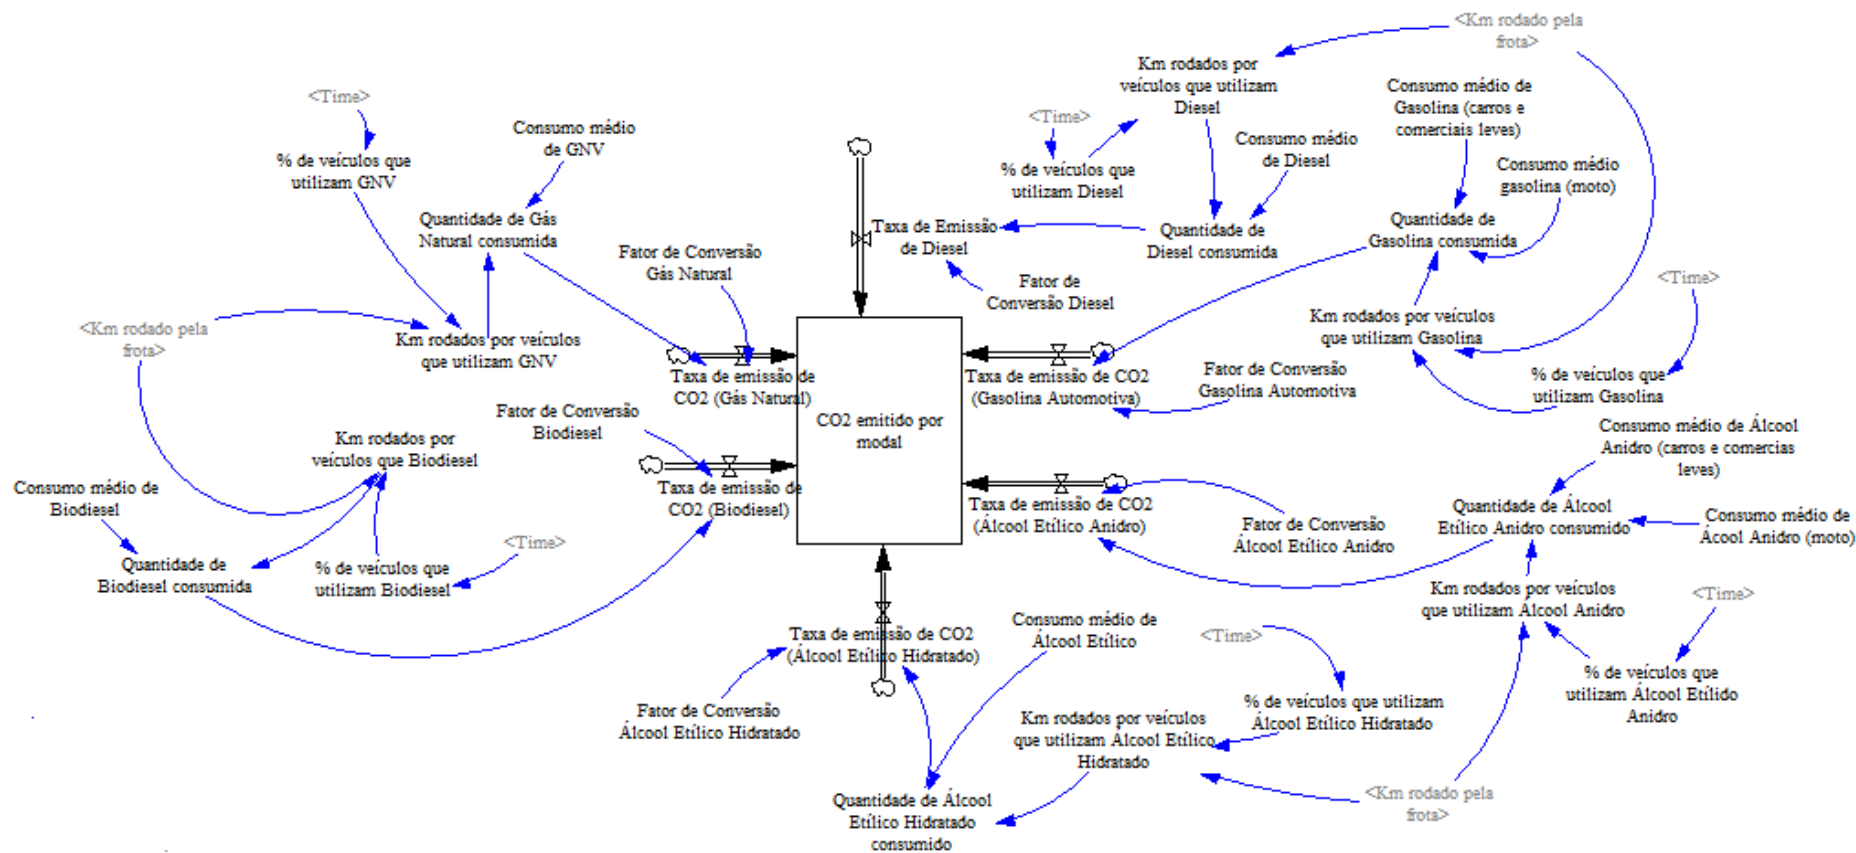 <Km rodado pela
frota>
Km rodados por
veículos que utilizam
Diesel
Consumo médio de
Gasolina (carros e
comerciais leves)
<Time>
<Time>
Consumo médio
de GNV
Consumo médio
de Diesel
% de veículos que
utilizam GNV
% de veículos que
utilizam Diesel
Consumo médio
gasolina (moto)
Quantidade de Gás
Natural consumida
Taxa de Emissão
de Diesel
Quantidade de
Diesel consumida
Quantidade de
Gasolina consumida
Fator de Conversão
Gás Natural
Fator de
Conversão Diesel
<Time>
<Km rodado pela
frota>
Km rodados por veículos
que utilizam GNV
Km rodados por veículos
que utilizam Gasolina
Taxa de emissão de
CO2 (Gás Natural)
Taxa de emissão de CO2
(Gasolina Automotiva)
Fator de Conversão
Gasolina Automotiva
% de veículos que
utilizam Gasolina
Fator de Conversão
Biodiesel
CO2 emitido por
modal
Km rodados por
veículos que Biodiesel
Consumo médio de Álcool
Anidro (carros e comercias
leves)
Consumo médio de
Biodiesel
Taxa de emissão de
CO2 (Biodiesel)
Taxa de emissão de CO2
(Álcool Etílico Anidro)
Fator de Conversão
Álcool Etílico Anidro
Quantidade de Álcool
Etílico Anidro consumido
Consumo médio de
Ácool Anidro (moto)
<Time>
Quantidade de
Biodiesel consumida
% de veículos que
utilizam Biodiesel
Km rodados por veículos
que utilizam Álcool Anidro
<Time>
Taxa de emissão de CO2
(Álcool Etílico Hidratado)
Consumo médio de
Álcool Etílico
<Time>
% de veículos que
utilizam Álcool Etílido
Anidro
Fator de Conversão
Álcool Etílico Hidratado
Km rodados por veículos
que utilizam Álcool Etílico
Hidratado
% de veículos que utilizam
Álcool Etílico Hidratado
Quantidade de Álcool
Etílico Hidratado
consumido
<Km rodado pela
frota>